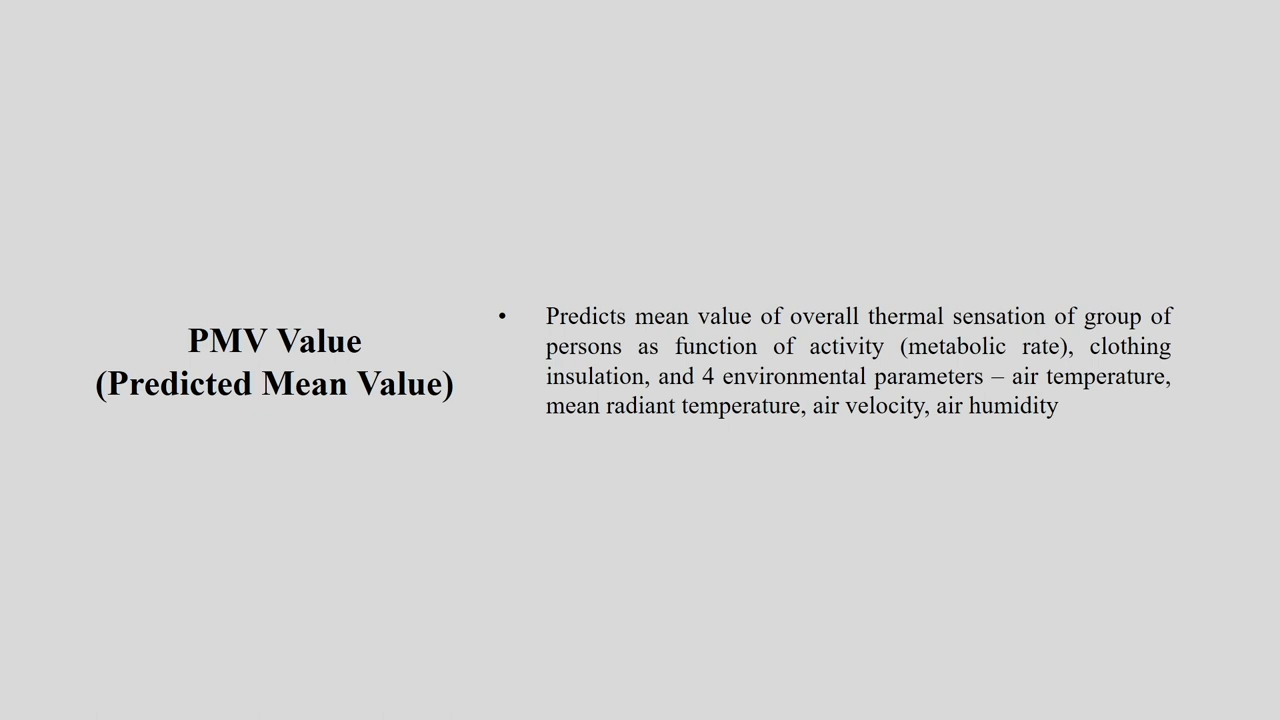 PMV Value
(Predicted Mean Value)
• Predicts mean value of overall thermal sensation of group of
persons as function of activity (metabolic rate), clothing
insulation, and 4 environmental parameters – air temperature,
mean radiant temperature, air velocity, air humidity